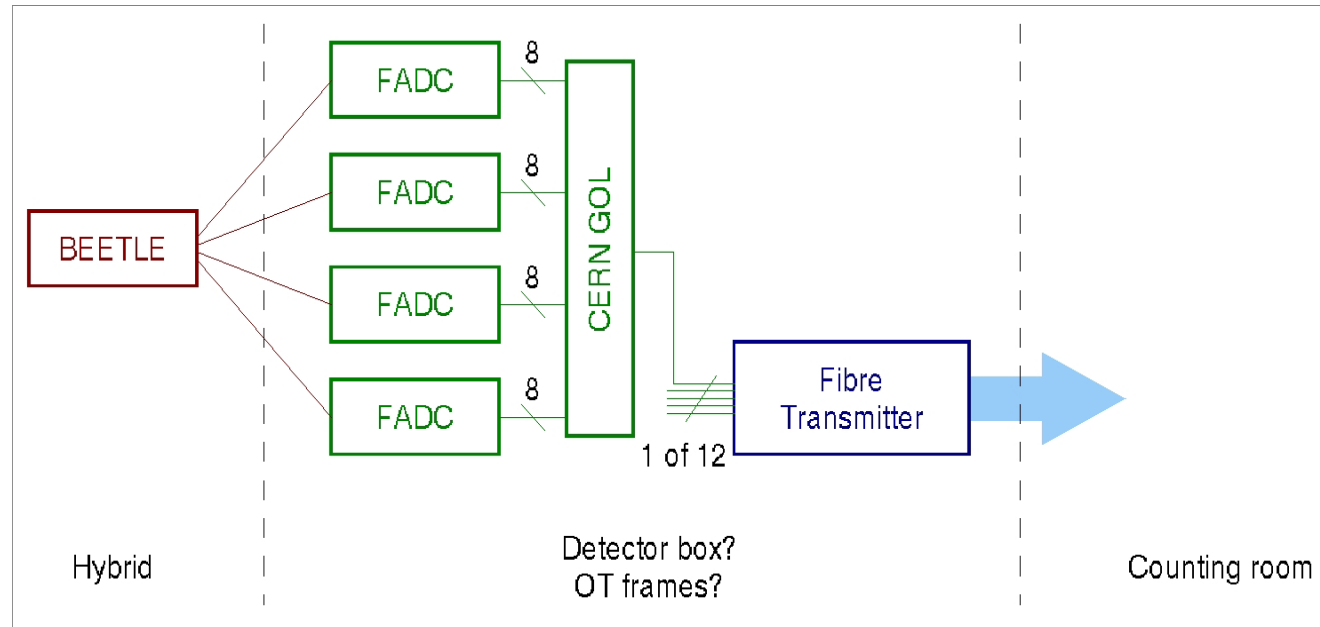 8
FADC
8
FADC
BEETLE
CERN GOL
8
FADC
8
FADC
Fibre
Transmitter
1 of 12
Hybrid
Detector box?
OT frames?
Counting room